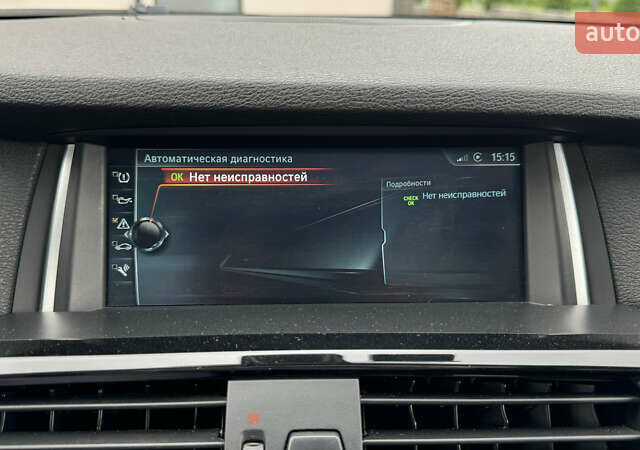 auto
Автоматическая диагностика
15:15
OK Нет неисправностей
Подробности
CHECK OK Нет неисправностей